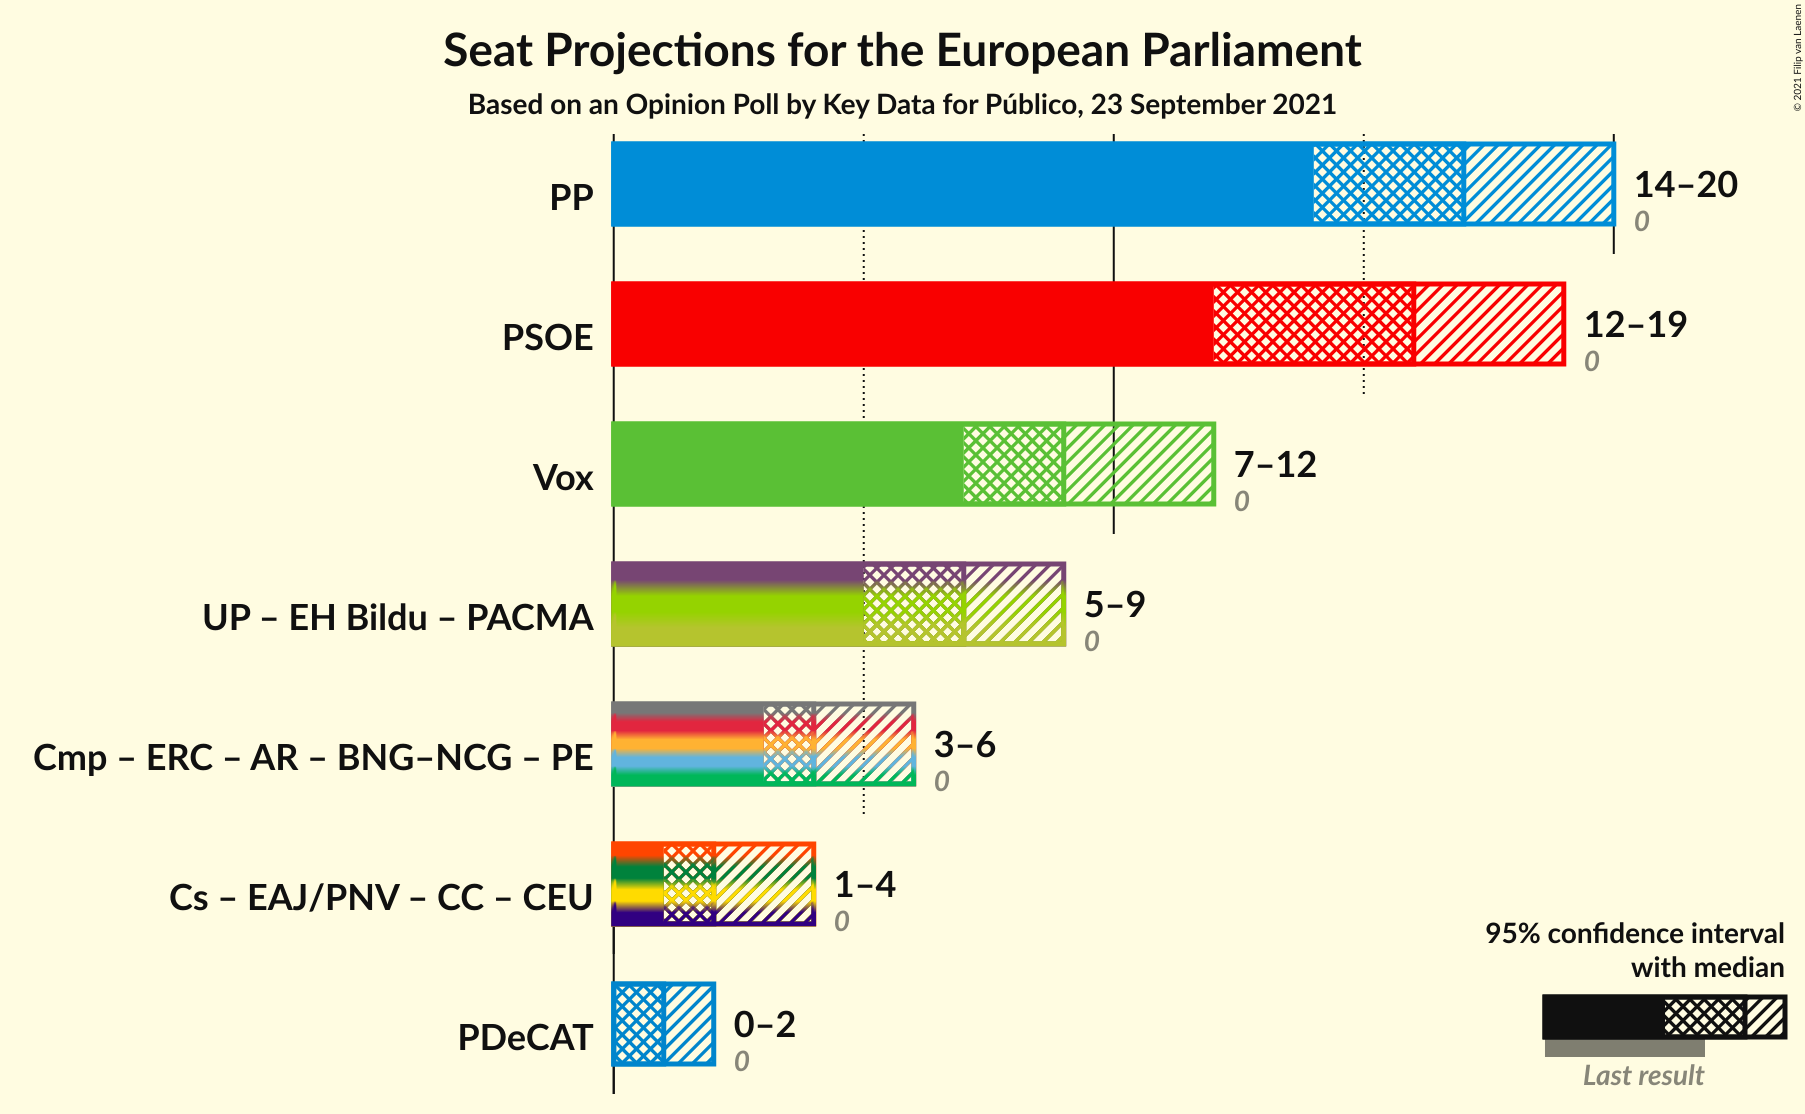 Seat Projections for the European Parliament
Based on an Opinion Poll by Key Data for Público, 23 September 2021
© 2021 Filip van Laenen
PP
14–20
0
PSOE
12–19
0
Vox
7–12
0
UP – EH Bildu – PACMA
5–9
0
Cmp – ERC – AR – BNG–NCG – PE
3–6
0
Cs – EAJ/PNV – CC – CEU
1–4
0
PDeCAT
0–2
0
95% confidence interval
with median
Last result